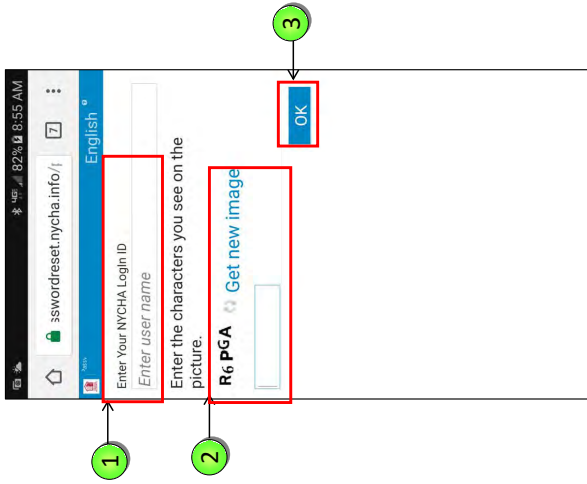 82% 8:55 AM
sswordreset.nycha.info/
7
English
Enter Your NYCHA LogIn ID
Enter user name
Enter the characters you see on the
picture.
R6 PGA Get new image
OK
1
2
3